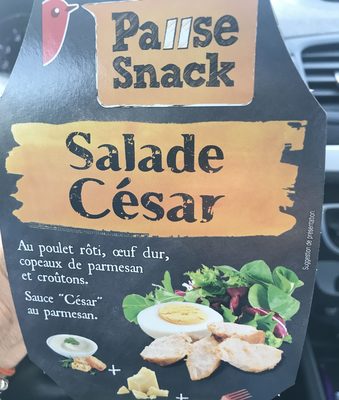 Pause
Snack
Salade
César
Au poulet rôti, œuf dur,
copeaux de parmesan
et croûtons.
Sauce "César"
au parmesan.
Suggestion de présentation
+
+
+